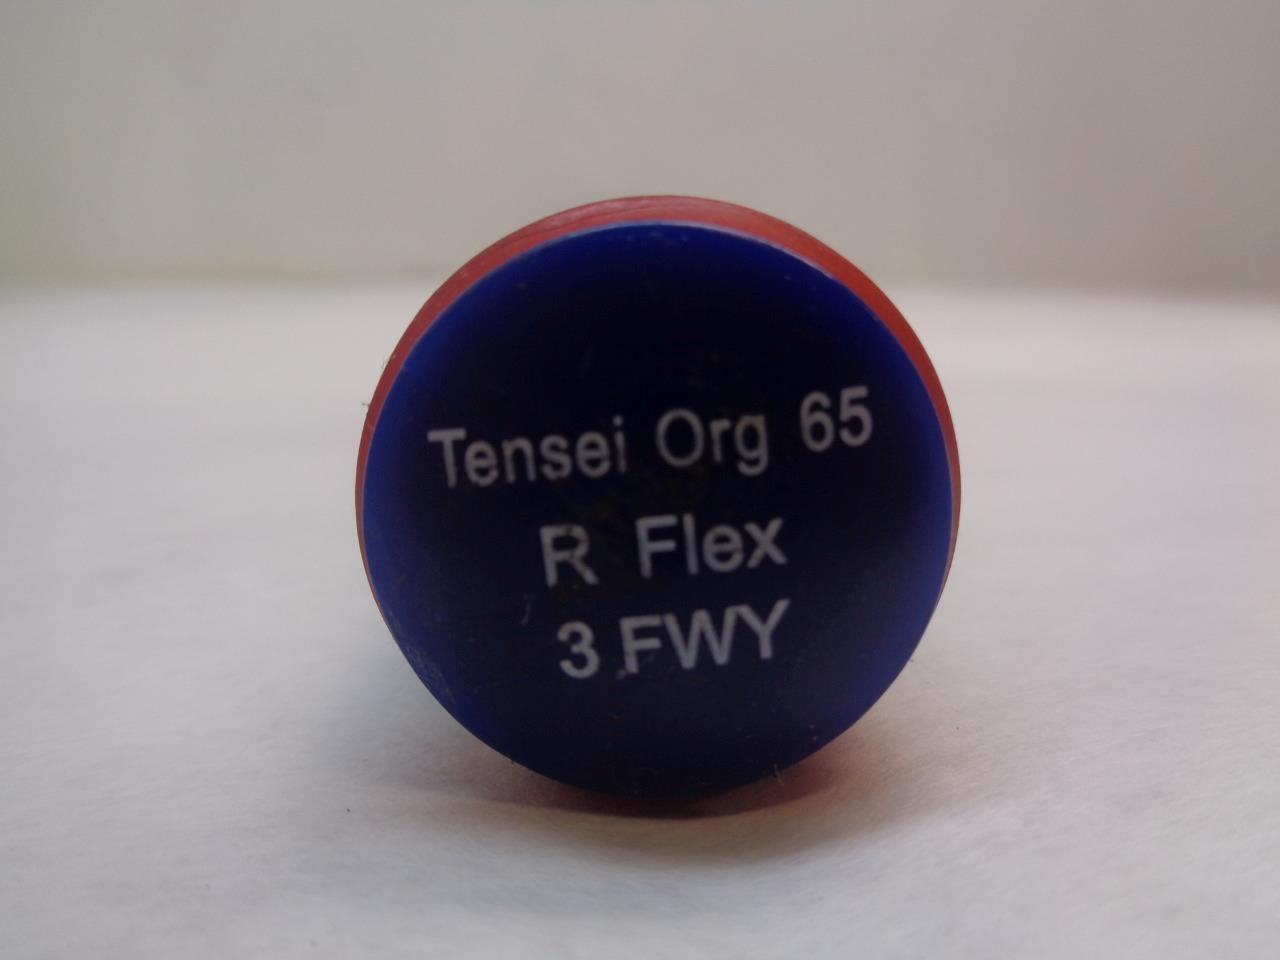 Tensei Org 65
R Flex
3 FWY